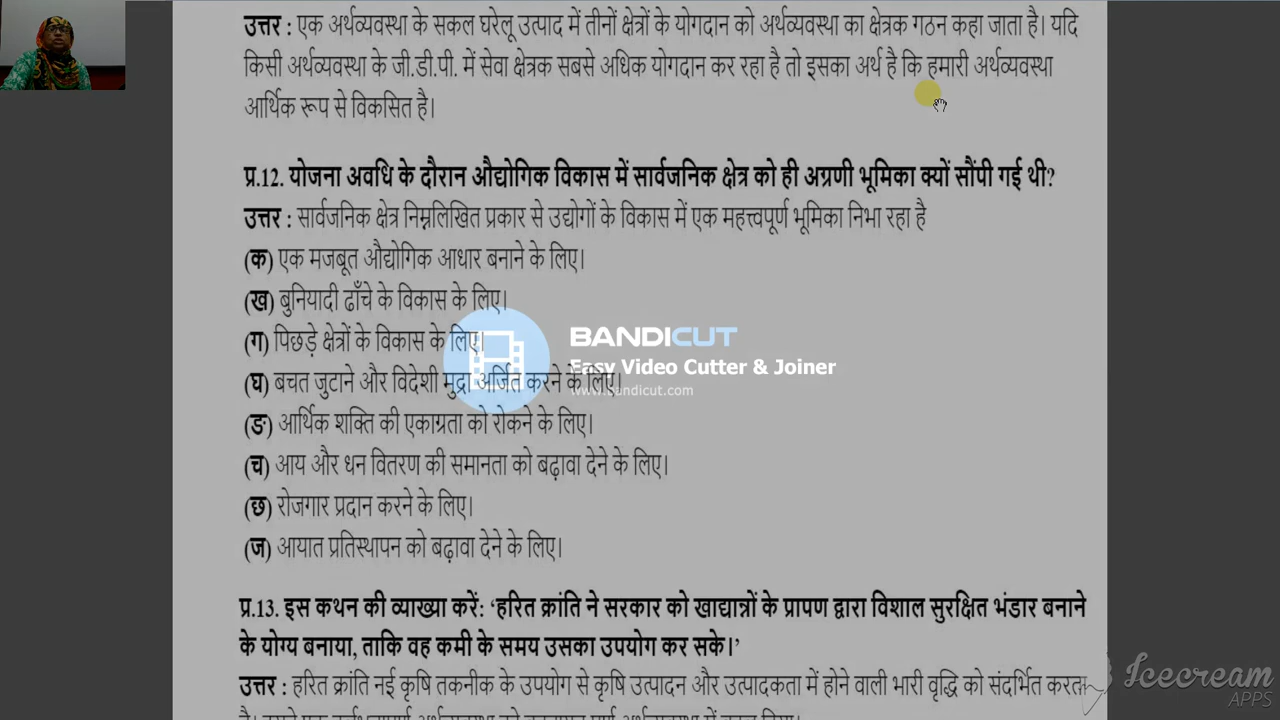 उत्तर : एक अर्थव्यवस्था के सकल घरेलू उत्पाद में तीनों क्षेत्रों के योगदान को अर्थव्यवस्था का क्षेत्रक गठन कहा जाता है। यदि
किसी अर्थव्यवस्था के जी.डी.पी. में सेवा क्षेत्रक सबसे अधिक योगदान कर रहा है तो इसका अर्थ है कि हमारी अर्थव्यवस्था
आर्थिक रूप से विकसित है।
प्र.12. योजना अवधि के दौरान औद्योगिक विकास में सार्वजनिक क्षेत्र को ही अग्रणी भूमिका क्यों सौंपी गई थी?
उत्तर : सार्वजनिक क्षेत्र निम्नलिखित प्रकार से उद्योगों के विकास में एक महत्त्वपूर्ण भूमिका निभा रहा है
(क) एक मजबूत औद्योगिक आधार बनाने के लिए।
(ख) बुनियादी ढाँचे के विकास के लिए।
(ग) पिछड़े क्षेत्रों के विकास के लिए।
BANDICUT
Easy Video Cutter & Joiner
(घ) बचत जुटाने और विदेशी मुद्रा अर्जित करने के लिए।
www.bandicut.com
(ङ) आर्थिक शक्ति की एकाग्रता को रोकने के लिए।
(च) आय और धन वितरण की समानता को बढ़ावा देने के लिए।
(छ) रोजगार प्रदान करने के लिए।
(ज) आयात प्रतिस्थापन को बढ़ावा देने के लिए।
प्र.13. इस कथन की व्याख्या करें: ‘हरित क्रांति ने सरकार को खाद्यान्नों के प्रापण द्वारा विशाल सुरक्षित भंडार बनाने
के योग्य बनाया, ताकि वह कमी के समय उसका उपयोग कर सके।’
उत्तर : हरित क्रांति नई कृषि तकनीक के उपयोग से कृषि उत्पादन और उत्पादकता में होने वाली भारी वृद्धि को संदर्भित करता
Icecream
APPS